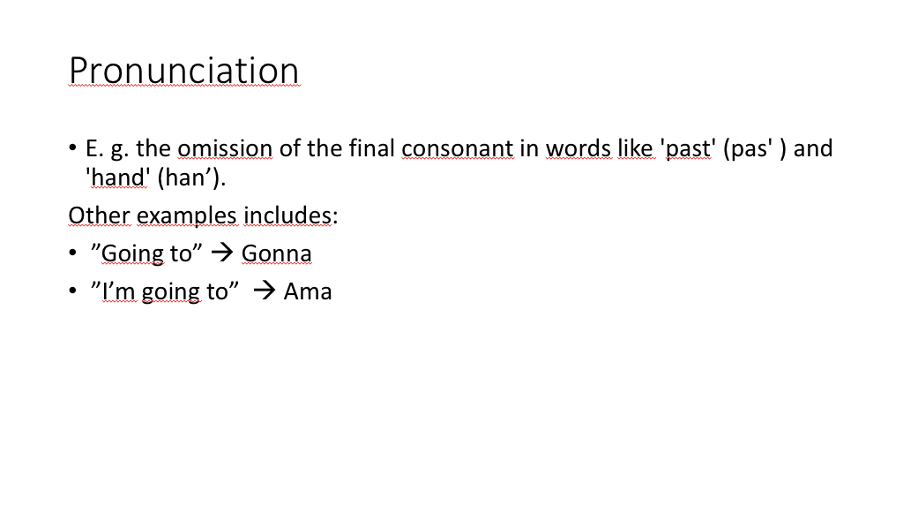 Pronunciation
• E. g. the omission of the final consonant in words like 'past' (pas' ) and
'hand' (han’).
Other examples includes:
• ”Going to” → Gonna
• ”I’m going to” → Ama